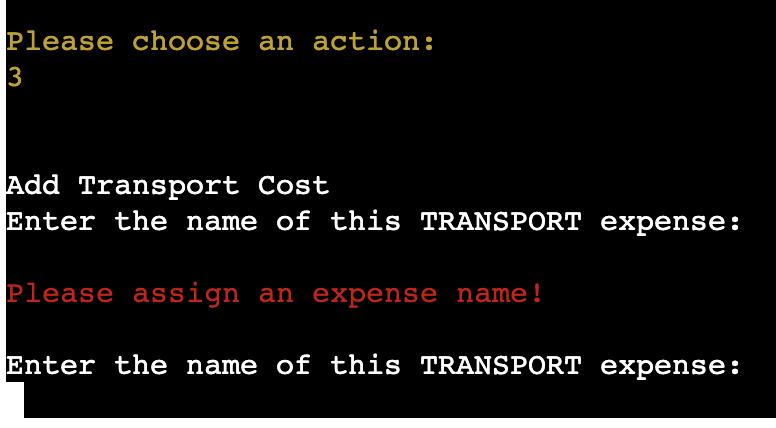 Please choose an action:
3
Add Transport Cost
Enter the name of this TRANSPORT expense:
Please assign an expense name!
Enter the name of this TRANSPORT expense: